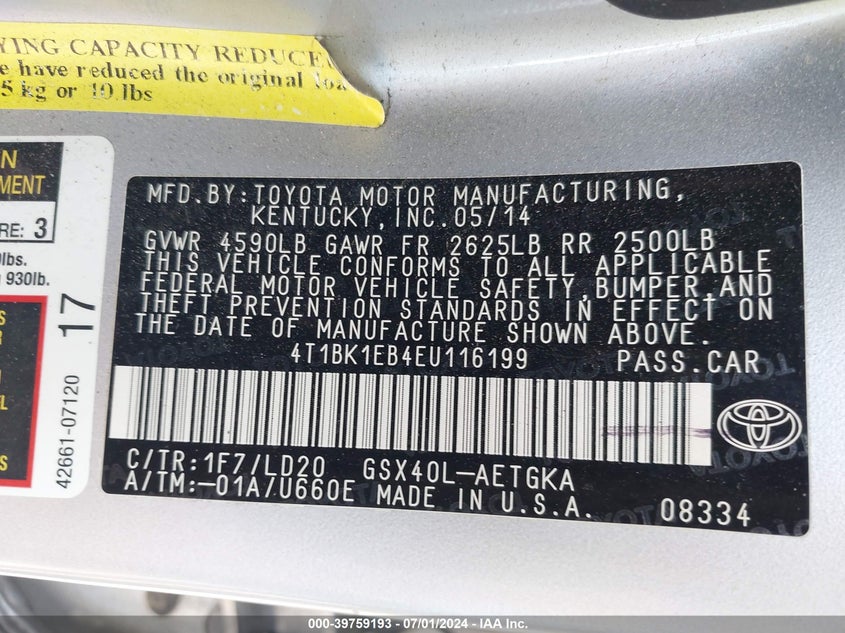 YING CAPACITY REDUCE
e have reduced the original loa
5 kg or 10 lbs
N
MENT
RE: 3
lbs.
930lb.
S
R
EL
S
17
42661-07120
MFD.BY:TOYOTA MOTOR MANUFACTURING,
KENTUCKY,INC.05/14
GVWR 4590LB GAWR FR 2625LB RR 2500LB
THIS VEHICLE CONFORMS TO ALL APPLICABLE
FEDERAL MOTOR VEHICLE SAFETY,BUMPER,AND
THEFT PREVENTION STANDARDS IN EFFECT ON
THE DATE OF MANUFACTURE SHOWN ABOVE.
4T1BK1EB4EU116199 PASS.CAR
C/TR:1F7/LD20 GSX40L-AETGKA
A/TM:-01A/U660E MADE IN U.S.A. 08334
000-39759193 - 07/01/2024 - IAA Inc.